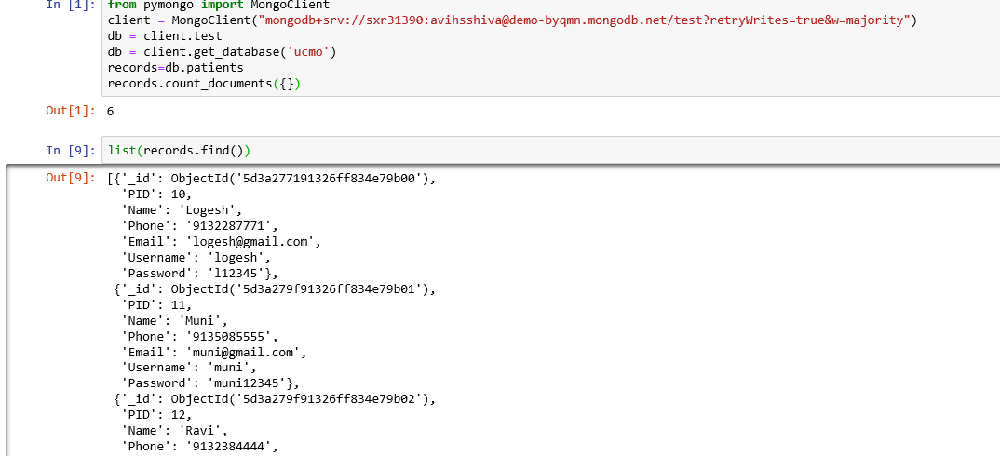 In [1]: from pymongo import MongoClient
client = MongoClient("mongodb+srv://sxr31390:avihsshiva@demo-byqmn.mongodb.net/test?retryWrites=true&w=majority")
db = client.test
db = client.get_database('ucmo')
records=db.patients
records.count_documents({})
Out[1]: 6
In [9]: list(records.find())
Out[9]: [{'_id': ObjectId('5d3a277191326ff834e79b00'),
'PID': 10,
'Name': 'Logesh',
'Phone': '9132287771',
'Email': 'logesh@gmail.com',
'Username': 'logesh',
'Password': 'l12345'},
{'_id': ObjectId('5d3a279f91326ff834e79b01'),
'PID': 11,
'Name': 'Muni',
'Phone': '9135085555',
'Email': 'muni@gmail.com',
'Username': 'muni',
'Password': 'muni12345'},
{'_id': ObjectId('5d3a279f91326ff834e79b02'),
'PID': 12,
'Name': 'Ravi',
'Phone': '9132384444',